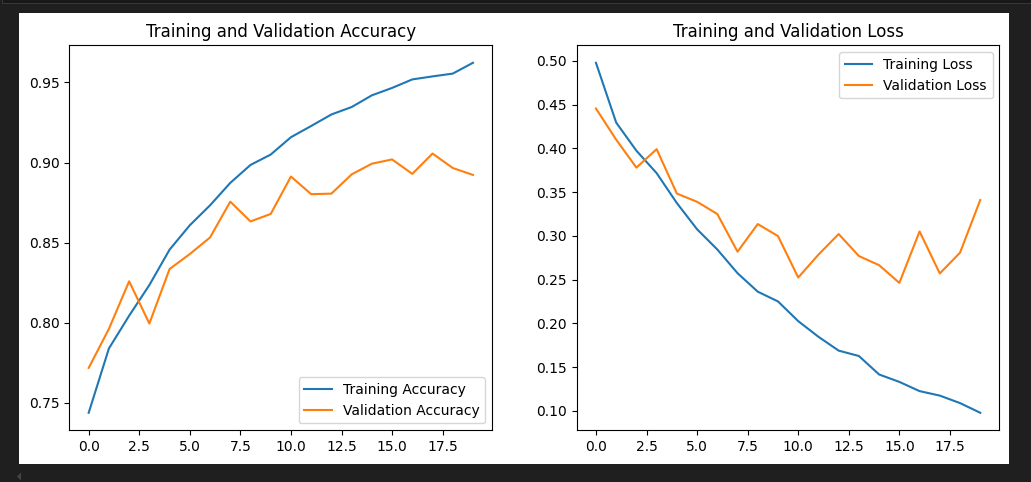 Training and Validation Accuracy
0.95
0.90
0.85
0.80
0.75
0.0 2.5 5.0 7.5 10.0 12.5 15.0 17.5
Training Accuracy
Validation Accuracy
Training and Validation Loss
0.50
0.45
0.40
0.35
0.30
0.25
0.20
0.15
0.10
0.0 2.5 5.0 7.5 10.0 12.5 15.0 17.5
Training Loss
Validation Loss